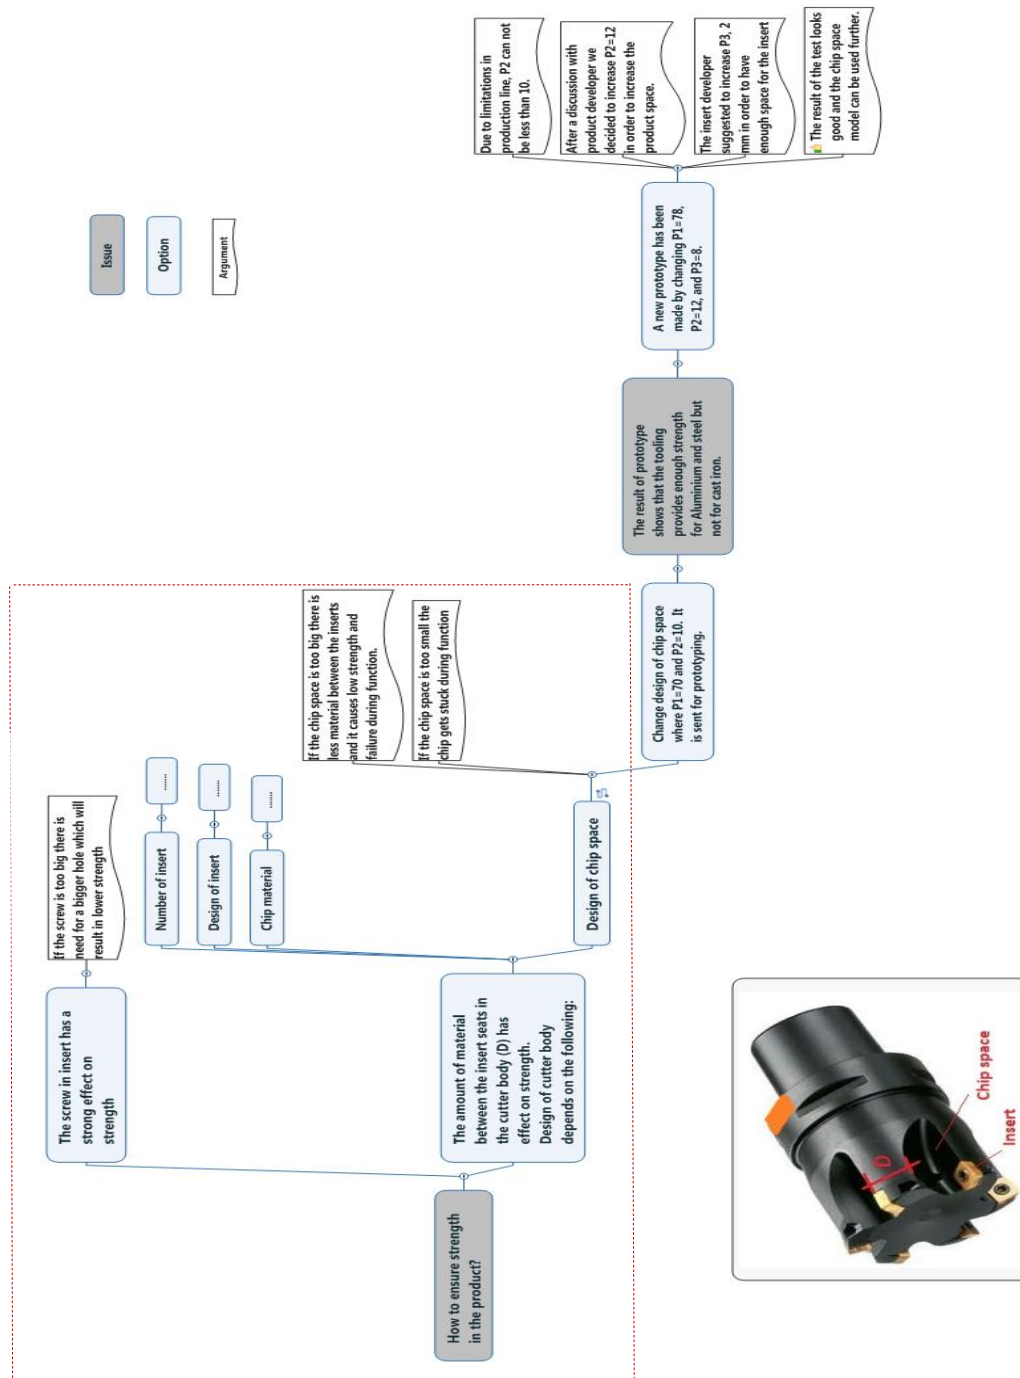 Issue
Option
Argument
How to ensure strength
in the product?
The screw in insert has a
strong effect on
strength
If the screw is too big there is
need for a bigger hole which will
result in lower strength
The amount of material
between the insert seats in
the cutter body (D) has
effect on strength.
Design of cutter body
depends on the following:
Number of insert
.......
Design of insert
.......
Chip material
.......
Design of chip space
If the chip space is too big there is
less material between the inserts
and it causes low strength and
failure during function.
If the chip space is too small the
chip gets stuck during function
Change design of chip space
where P1=70 and P2=10. It
is sent for prototyping.
The result of prototype
shows that the tooling
provides enough strength
for Aluminium and steel but
not for cast iron.
A new prototype has been
made by changing P1=78,
P2=12, and P3=8.
Due to limitations in
production line, P2 can not
be less than 10.
After a discussion with
product developer we
decided to increase P2=12
in order to increase the
product space.
The insert developer
suggested to increase P3, 2
mm in order to have
enough space for the insert
The result of the test looks
good and the chip space
model can be used further.
D
Chip space
Insert